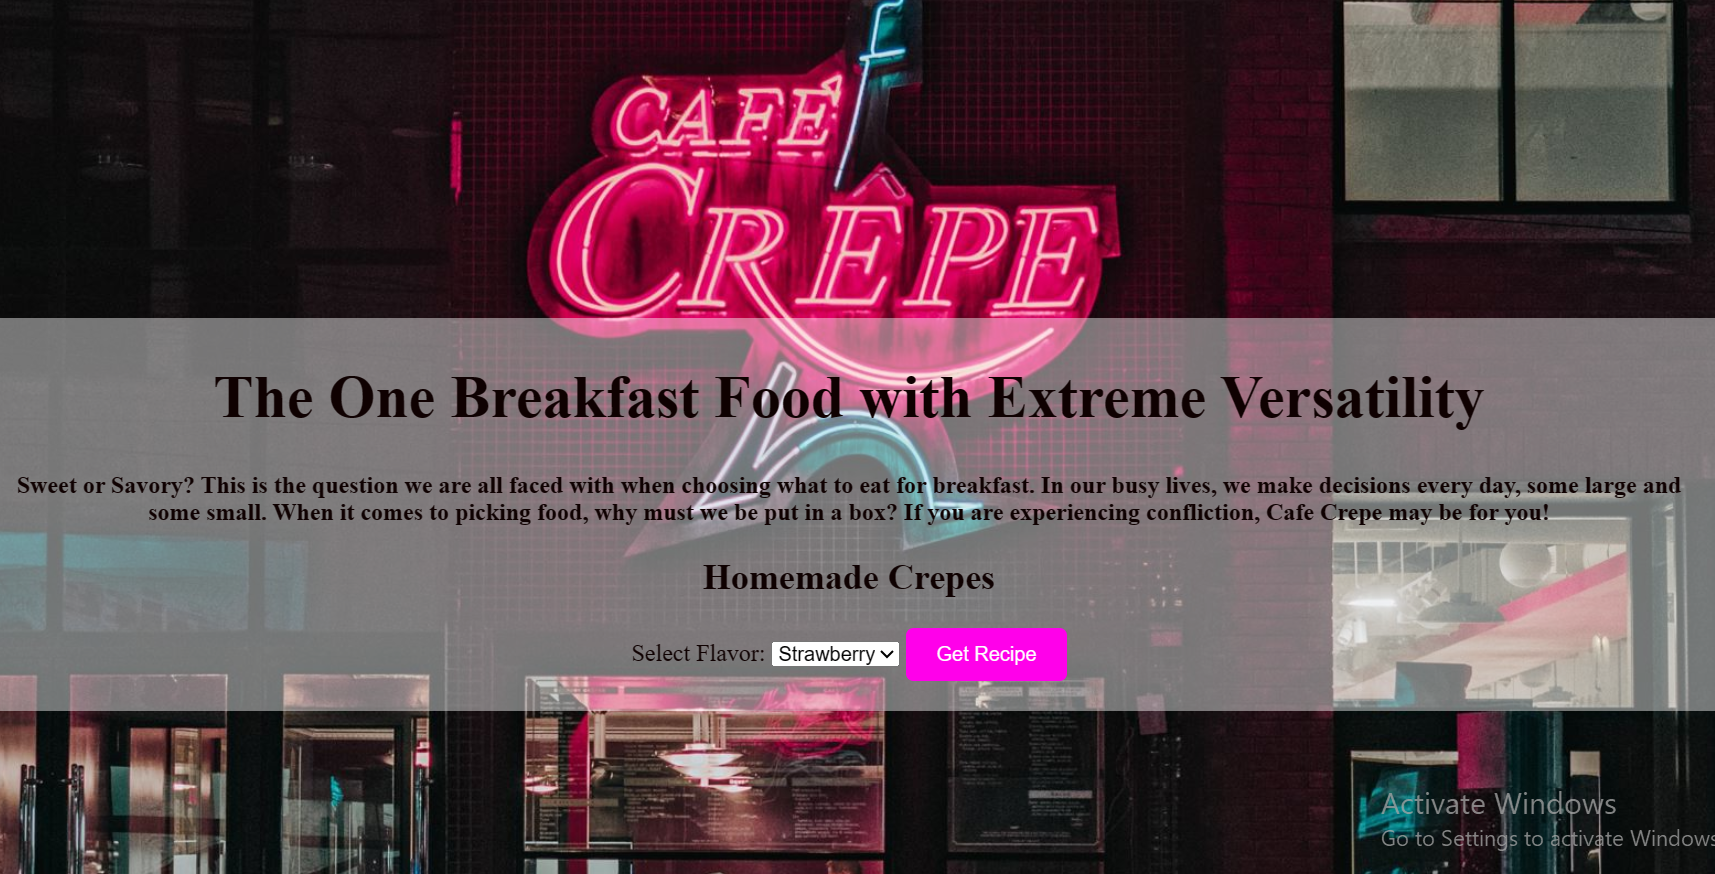 CAFÉ
CRÊPE
The One Breakfast Food with Extreme Versatility
Sweet or Savory? This is the question we are all faced with when choosing what to eat for breakfast. In our busy lives, we make decisions every day, some large and
some small. When it comes to picking food, why must we be put in a box? If you are experiencing confliction, Cafe Crepe may be for you!
Homemade Crepes
Select Flavor: Strawberry Get Recipe
Activate Windows
Go to Settings to activate Windows